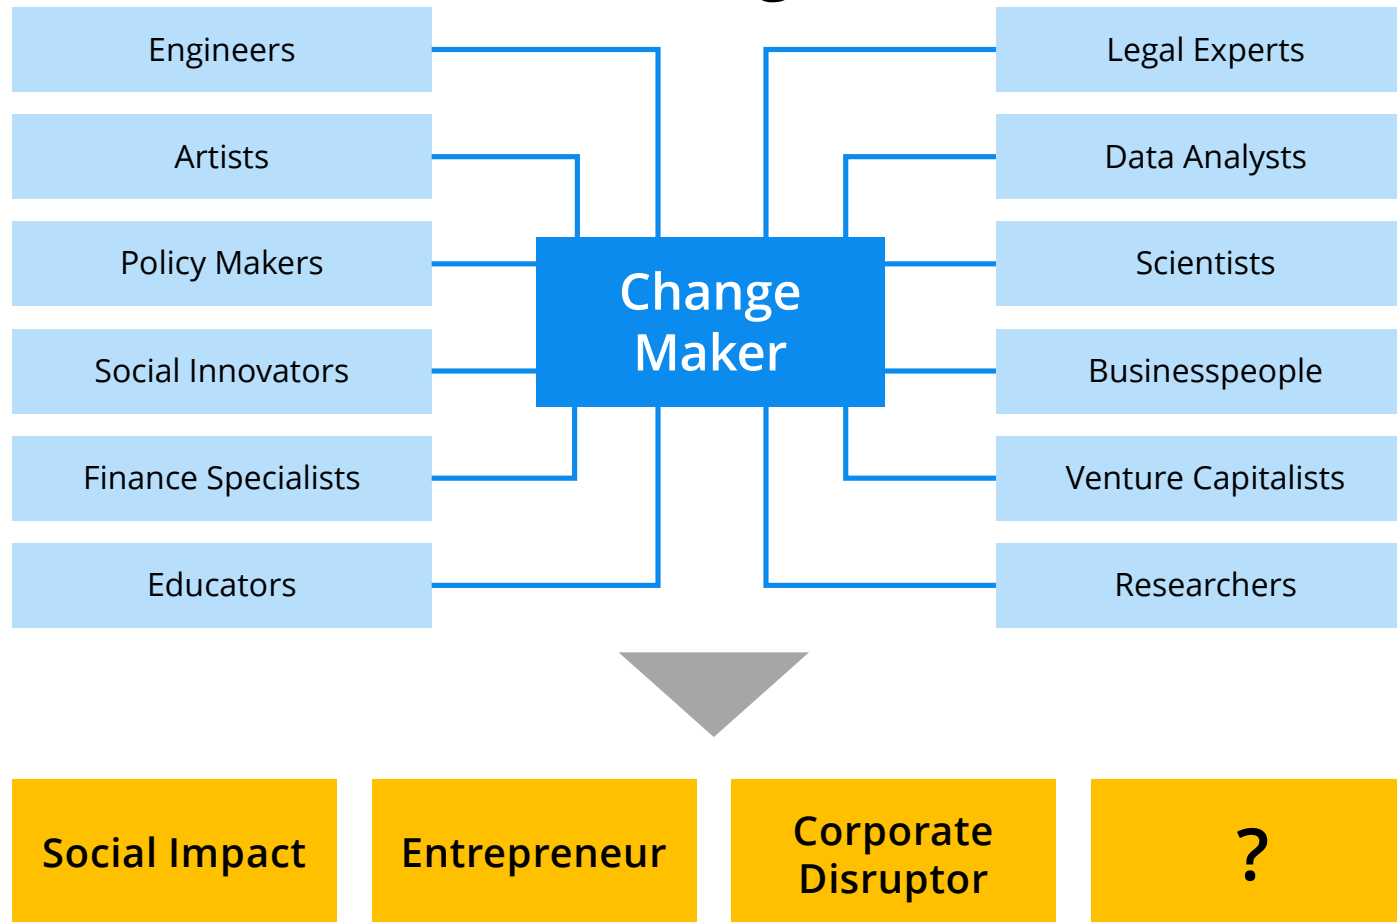 Engineers
Legal Experts
Artists
Data Analysts
Policy Makers
Scientists
Change
Maker
Social Innovators
Businesspeople
Finance Specialists
Venture Capitalists
Educators
Researchers
Social Impact
Entrepreneur
Corporate
Disruptor
?